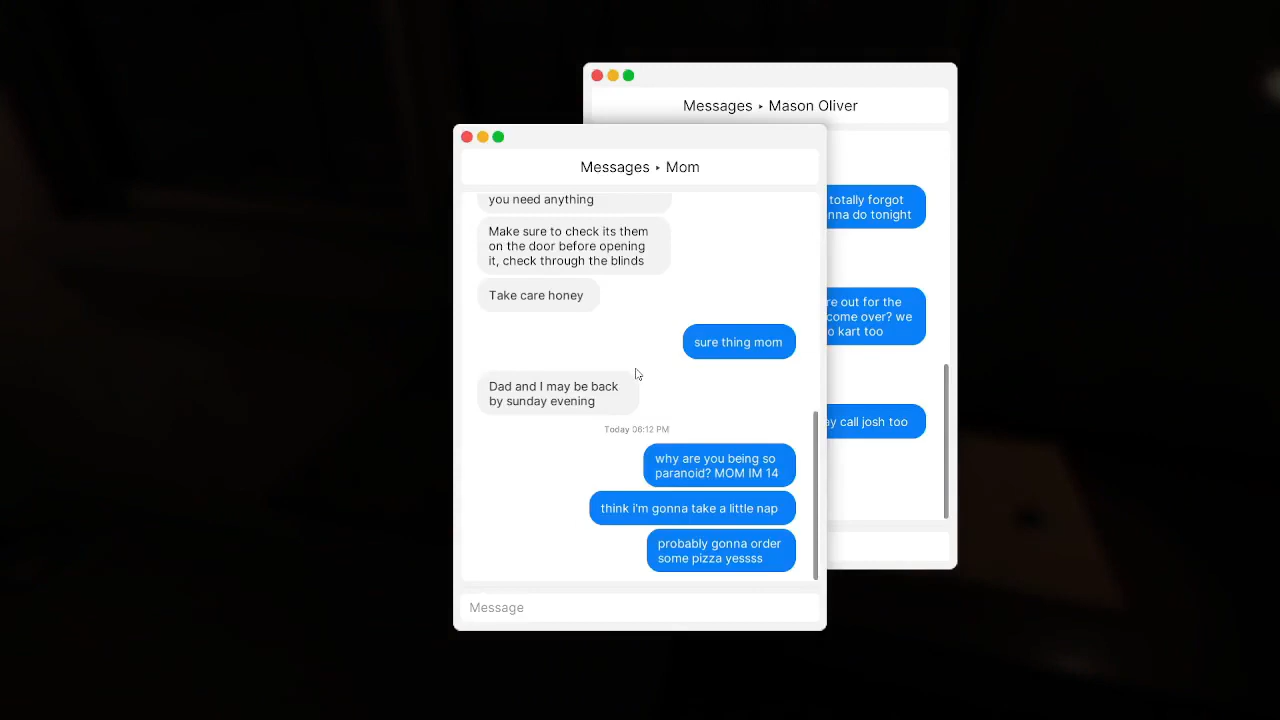 Messages ▸ Mason Oliver
totally forgot
nna do tonight
re out for the
come over? we
o kart too
ay call josh too
Messages ▸ Mom
you need anything
Make sure to check its them
on the door before opening
it, check through the blinds
Take care honey
sure thing mom
Dad and I may be back
by sunday evening
Today 06:12 PM
why are you being so
paranoid? MOM IM 14
think i'm gonna take a little nap
probably gonna order
some pizza yessss
Message